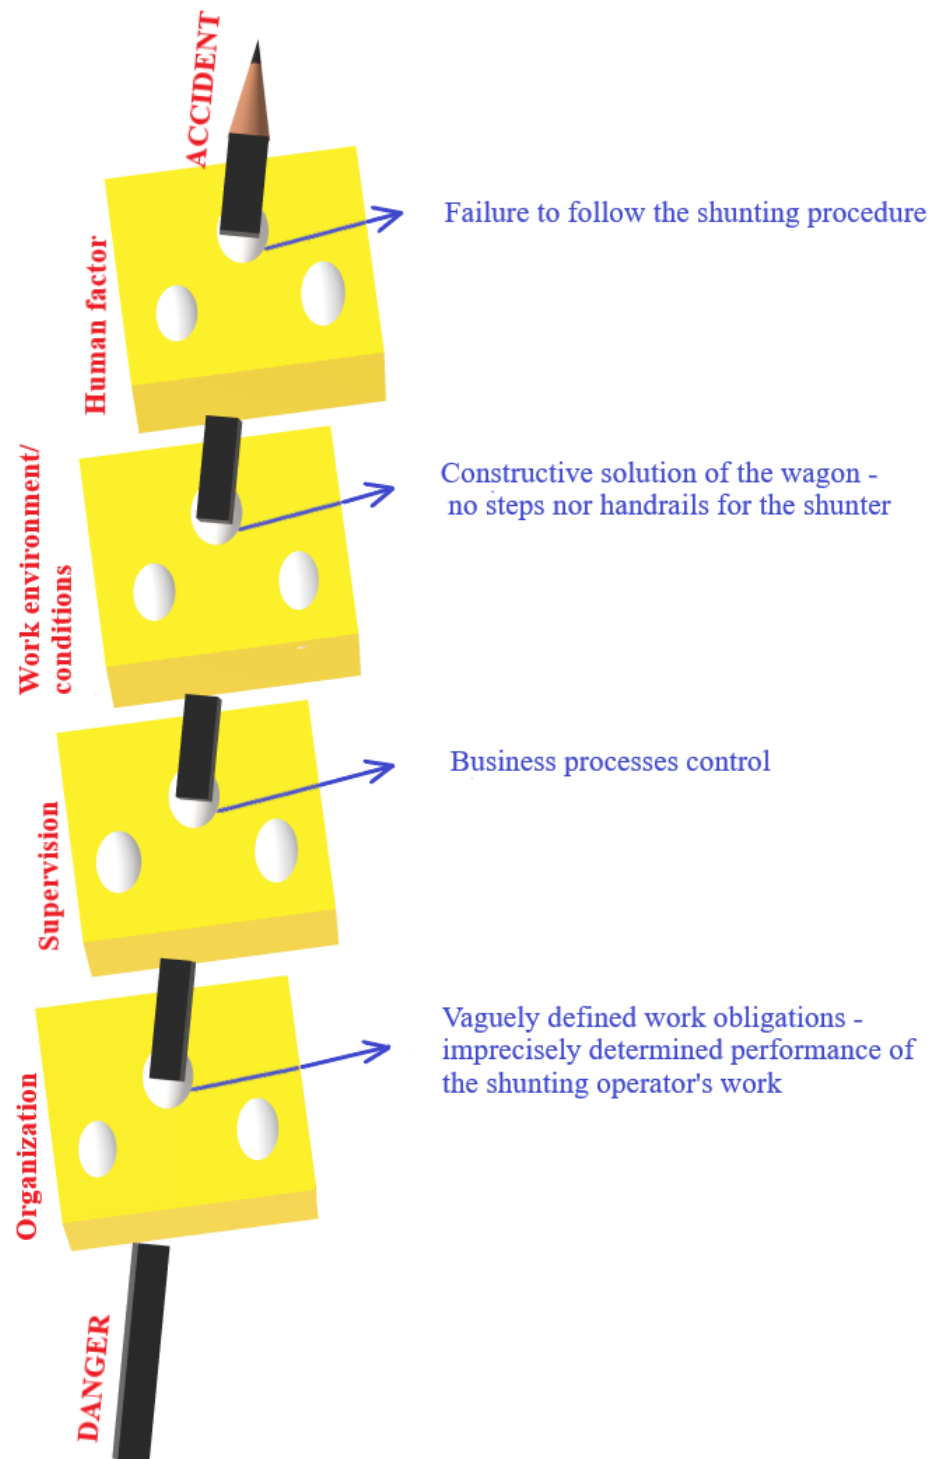 ACCIDENT
Failure to follow the shunting procedure
Human factor
Constructive solution of the wagon -
no steps nor handrails for the shunter
Work environment/
conditions
Business processes control
Supervision
Vaguely defined work obligations -
imprecisely determined performance of
the shunting operator's work
Organization
DANGER